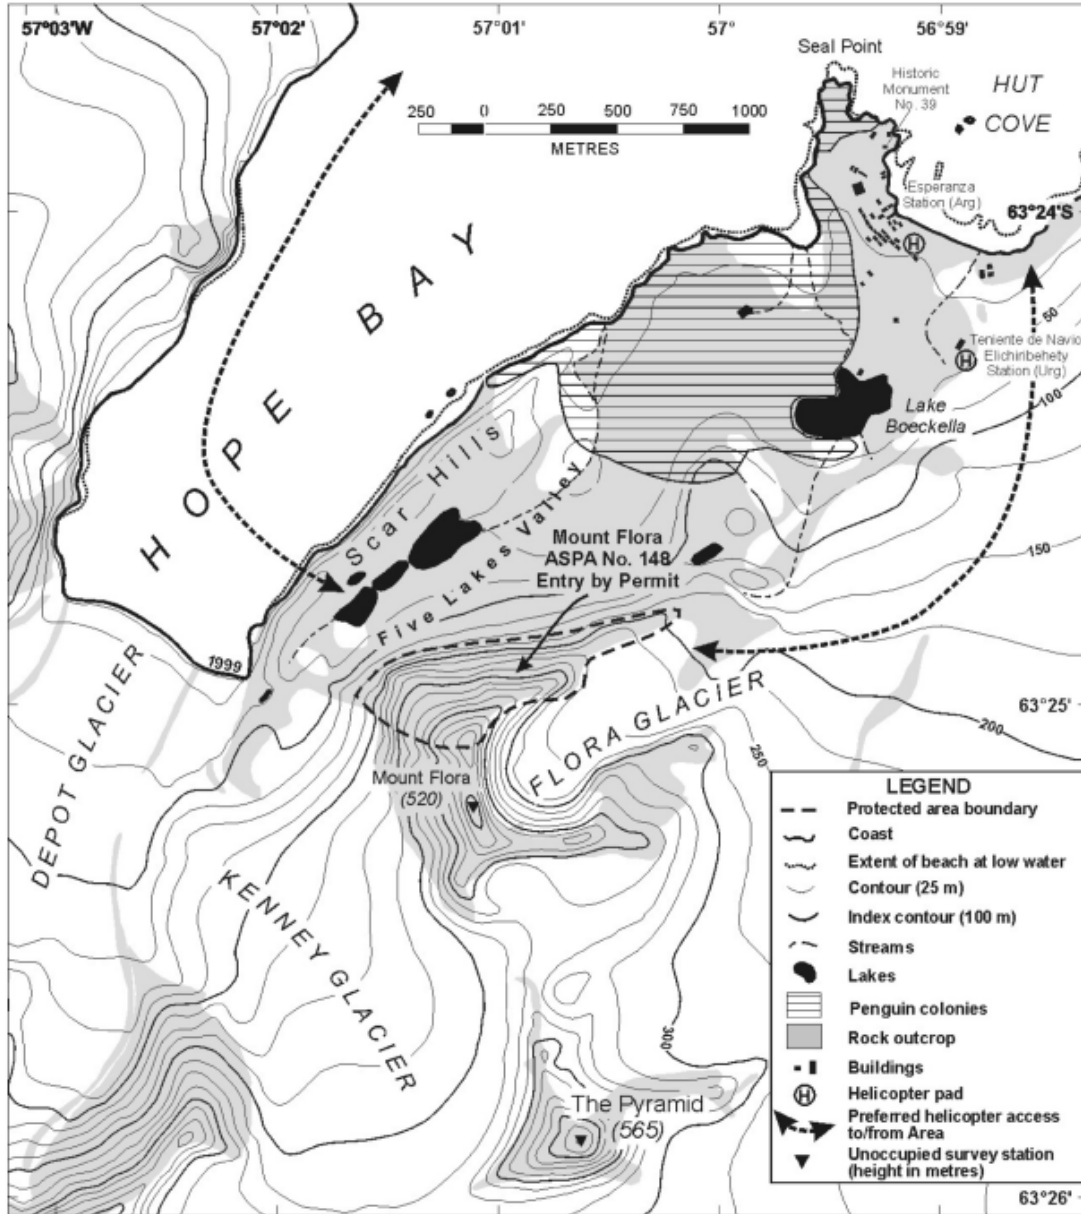 57°03'W
57°02'
57°01'
57°
56°59'
Seal Point
Historic
Monument
No. 39
HUT
COVE
250 0 250 500 750 1000
METRES
Esperanza
Station (Arg)
63°24'S
H
HOPE BAY
50
Teniente de Navio
Elichiribehety
Station (Urg)
H
100
Lake
Boeckella
Scar Hills
Five Lakes Valley
Mount Flora
ASPA No. 148
Entry by Permit
150
1999
DEPOT GLACIER
FLORA GLACIER
63°25'
200
250
Mount Flora
(520)
KENNEY GLACIER
300
The Pyramid
(565)
LEGEND
Protected area boundary
Coast
Extent of beach at low water
Contour (25 m)
Index contour (100 m)
Streams
Lakes
Penguin colonies
Rock outcrop
Buildings
H Helicopter pad
Preferred helicopter access
to/from Area
Unoccupied survey station
(height in metres)
63°26'